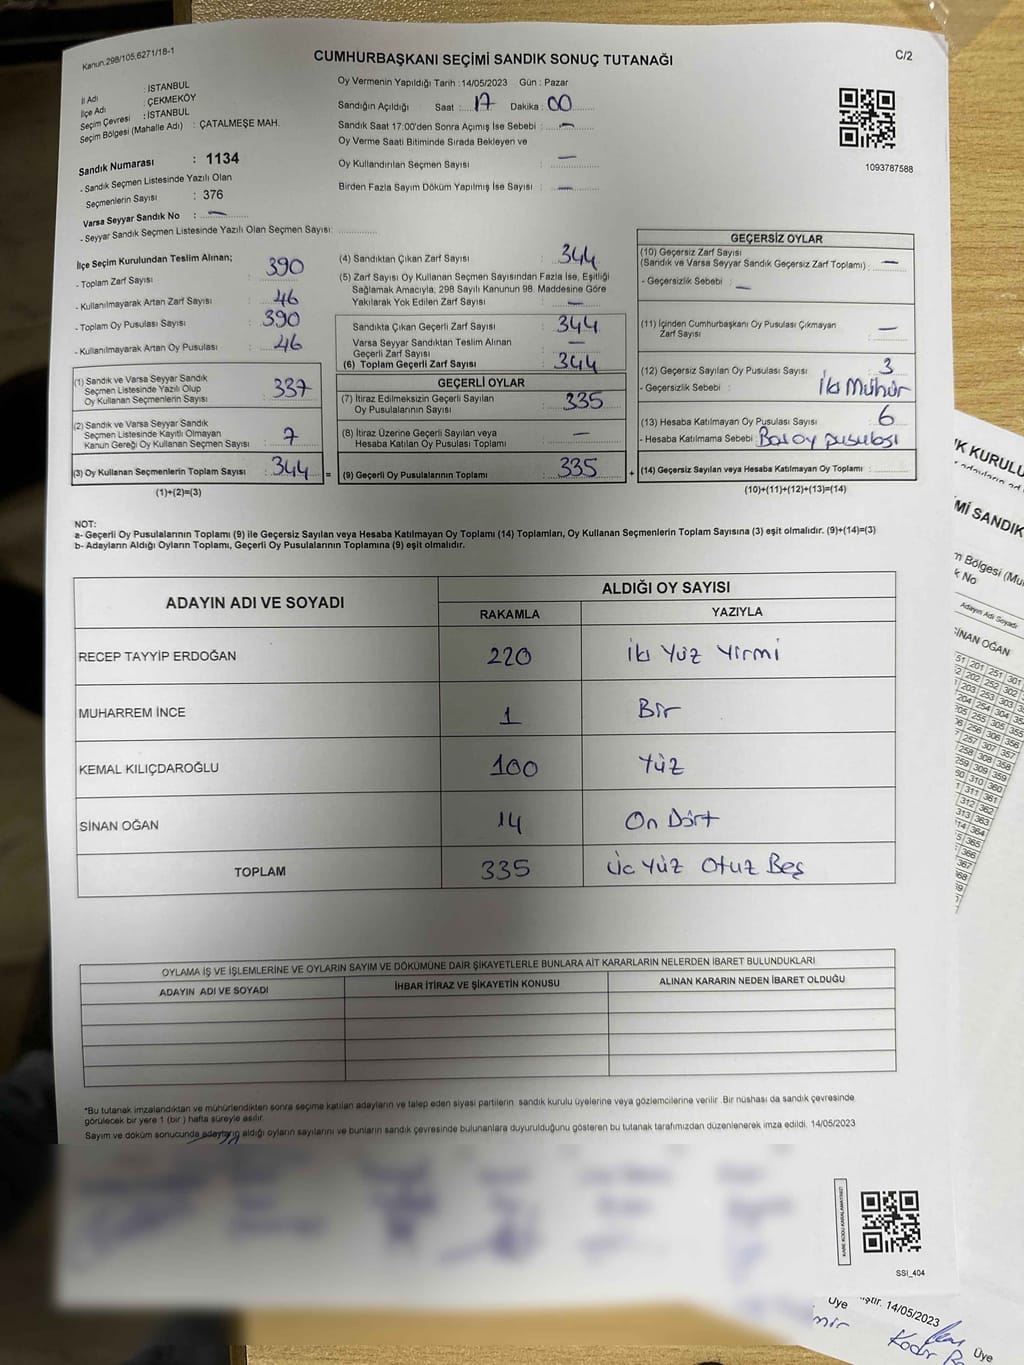 Kanun.298/105,6271/18-1
CUMHURBAŞKANI SEÇİMİ SANDIK SONUÇ TUTANAĞI
C/2
İl Adı : İSTANBUL
İlçe Adı : ÇEKMEKÖY
Seçim Çevresi : İSTANBUL
Seçim Bölgesi (Mahalle Adı) : ÇATALMEŞE MAH.
Sandık Numarası : 1134
- Sandık Seçmen Listesinde Yazılı Olan
Seçmenlerin Sayısı : 376
Varsa Seyyar Sandık No : —
- Seyyar Sandık Seçmen Listesinde Yazılı Olan Seçmen Sayısı:
Oy Vermenin Yapıldığı Tarih : 14/05/2023 Gün : Pazar
Sandığın Açıldığı Saat : 17 Dakika : 00
Sandık Saat 17:00'den Sonra Açılmış İse Sebebi : —
Oy Verme Saati Bitiminde Sırada Bekleyen ve
Oy Kullandırılan Seçmen Sayısı : —
Birden Fazla Sayım Döküm Yapılmış İse Sayısı : —
1093787588
İlçe Seçim Kurulundan Teslim Alınan;
- Toplam Zarf Sayısı : 390
- Kullanılmayarak Artan Zarf Sayısı : 46
- Toplam Oy Pusulası Sayısı : 390
- Kullanılmayarak Artan Oy Pusulası : 46
(1) Sandık ve Varsa Seyyar Sandık
Seçmen Listesinde Yazılı Olup
Oy Kullanan Seçmenlerin Sayısı : 337
(2) Sandık ve Varsa Seyyar Sandık
Seçmen Listesinde Kayıtlı Olmayan
Kanun Gereği Oy Kullanan Seçmen Sayısı : 7
(3) Oy Kullanan Seçmenlerin Toplam Sayısı : 344 =
(1)+(2)=(3)
(4) Sandıktan Çıkan Zarf Sayısı : 344
(5) Zarf Sayısı Oy Kullanan Seçmen Sayısından Fazla İse, Eşitliği
Sağlamak Amacıyla, 298 Sayılı Kanunun 98. Maddesine Göre
Yakılarak Yok Edilen Zarf Sayısı : —
Sandıkta Çıkan Geçerli Zarf Sayısı : 344
Varsa Seyyar Sandıktan Teslim Alınan
Geçerli Zarf Sayısı : —
(6) Toplam Geçerli Zarf Sayısı : 344
GEÇERLİ OYLAR
(7) İtiraz Edilmeksizin Geçerli Sayılan
Oy Pusulalarının Sayısı : 335
(8) İtiraz Üzerine Geçerli Sayılan veya
Hesaba Katılan Oy Pusulası Toplamı : —
(9) Geçerli Oy Pusulalarının Toplamı : 335 +
GEÇERSİZ OYLAR
(10) Geçersiz Zarf Sayısı
(Sandık ve Varsa Seyyar Sandık Geçersiz Zarf Toplamı) : —
- Geçersizlik Sebebi : —
(11) İçinden Cumhurbaşkanı Oy Pusulası Çıkmayan
Zarf Sayısı : —
(12) Geçersiz Sayılan Oy Pusulası Sayısı : 3
- Geçersizlik Sebebi : İki Mühür
(13) Hesaba Katılmayan Oy Pusulası Sayısı : 6
- Hesaba Katılmama Sebebi : Boş oy pusulası
(14) Geçersiz Sayılan veya Hesaba Katılmayan Oy Toplamı :
(10)+(11)+(12)+(13)=(14)
NOT:
a- Geçerli Oy Pusulalarının Toplamı (9) ile Geçersiz Sayılan veya Hesaba Katılmayan Oy Toplamı (14) Toplamları, Oy Kullanan Seçmenlerin Toplam Sayısına (3) eşit olmalıdır. (9)+(14)=(3)
b- Adayların Aldığı Oyların Toplamı, Geçerli Oy Pusulalarının Toplamına (9) eşit olmalıdır.
ADAYIN ADI VE SOYADI
ALDIĞI OY SAYISI
RAKAMLA YAZIYLA
RECEP TAYYİP ERDOĞAN 220 iki Yüz Yirmi
MUHARREM İNCE 1 Bir
KEMAL KILIÇDAROĞLU 100 Yüz
SİNAN OĞAN 14 On Dört
TOPLAM 335 Üç Yüz Otuz Beş
OYLAMA İŞ VE İŞLEMLERİNE VE OYLARIN SAYIM VE DÖKÜMÜNE DAİR ŞİKAYETLERLE BUNLARA AİT KARARLARIN NELERDEN İBARET BULUNDUKLARI
ADAYIN ADI VE SOYADI İHBAR İTİRAZ VE ŞİKAYETİN KONUSU ALINAN KARARIN NEDEN İBARET OLDUĞU
*Bu tutanak imzalandıktan ve mühürlendikten sonra seçime katılan adayların ve talep eden siyasi partilerin sandık kurulu üyelerine veya gözlemcilerine verilir. Bir nüshası da sandık çevresinde
görülecek bir yere 1 (bir) hafta süreyle asılır.
Sayım ve döküm sonucunda adayların aldığı oyların sayılarını ve bunların sandık çevresinde bulunanlara duyurulduğunu gösteren bu tutanak tarafımızdan düzenlenerek imza edildi. 14/05/2023
SSI_404
IK KURULU
Mİ SANDIK
Adayın Adı Soyadı
SİNAN OĞAN
14/05/2023
Üye
Üye